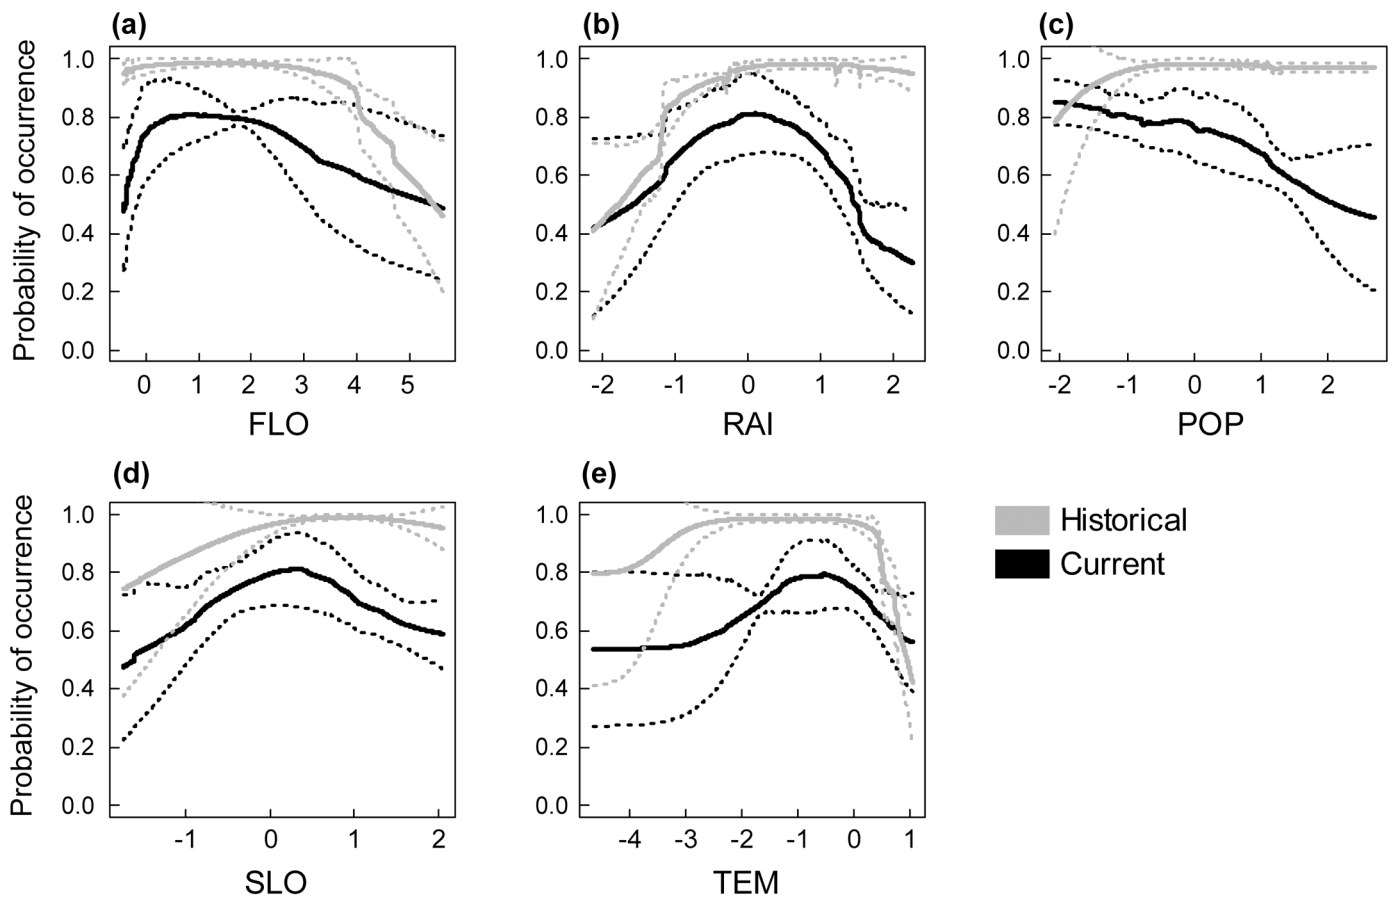 (a)
(b)
(c)
Probability of occurrence
1.0
0.8
0.6
0.4
0.2
0.0
0 1 2 3 4 5
FLO
1.0
0.8
0.6
0.4
0.2
0.0
-2 -1 0 1 2
RAI
1.0
0.8
0.6
0.4
0.2
0.0
-2 -1 0 1 2
POP
(d)
(e)
Probability of occurrence
1.0
0.8
0.6
0.4
0.2
0.0
-1 0 1 2
SLO
1.0
0.8
0.6
0.4
0.2
0.0
-4 -3 -2 -1 0 1
TEM
Historical
Current